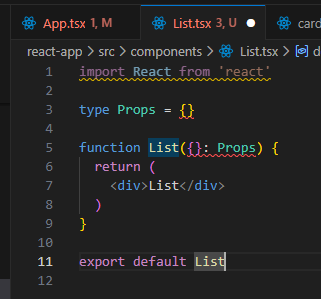 App.tsx 1, M List.tsx 3, U card
react-app > src > components > List.tsx >
1 import React from 'react'
2
3 type Props = {}
4
5 function List({}: Props) {
6   return (
7     <div>List</div>
8   )
9 }
10
11 export default List
12